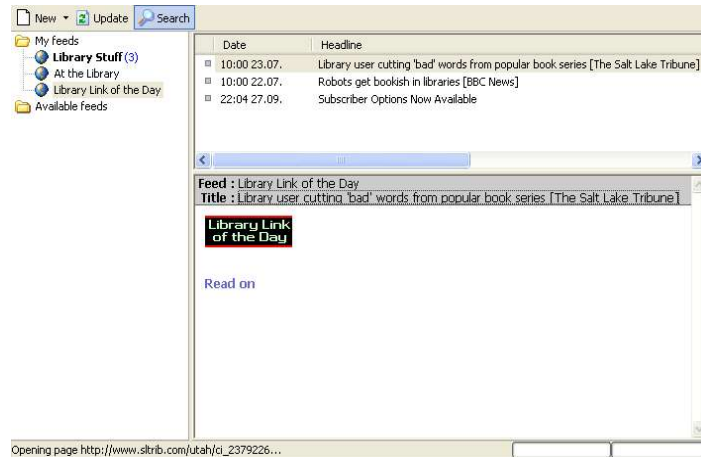 New Update Search
My feeds
Library Stuff (3)
At the Library
Library Link of the Day
Available feeds
Date Headline
10:00 23.07. Library user cutting 'bad' words from popular book series [The Salt Lake Tribune]
10:00 22.07. Robots get bookish in libraries [BBC News]
22:04 27.09. Subscriber Options Now Available
Feed : Library Link of the Day
Title : Library user cutting 'bad' words from popular book series [The Salt Lake Tribune]
Library Link
of the Day
Read on
Opening page http://www.sltrib.com/utah/ci_2379226...